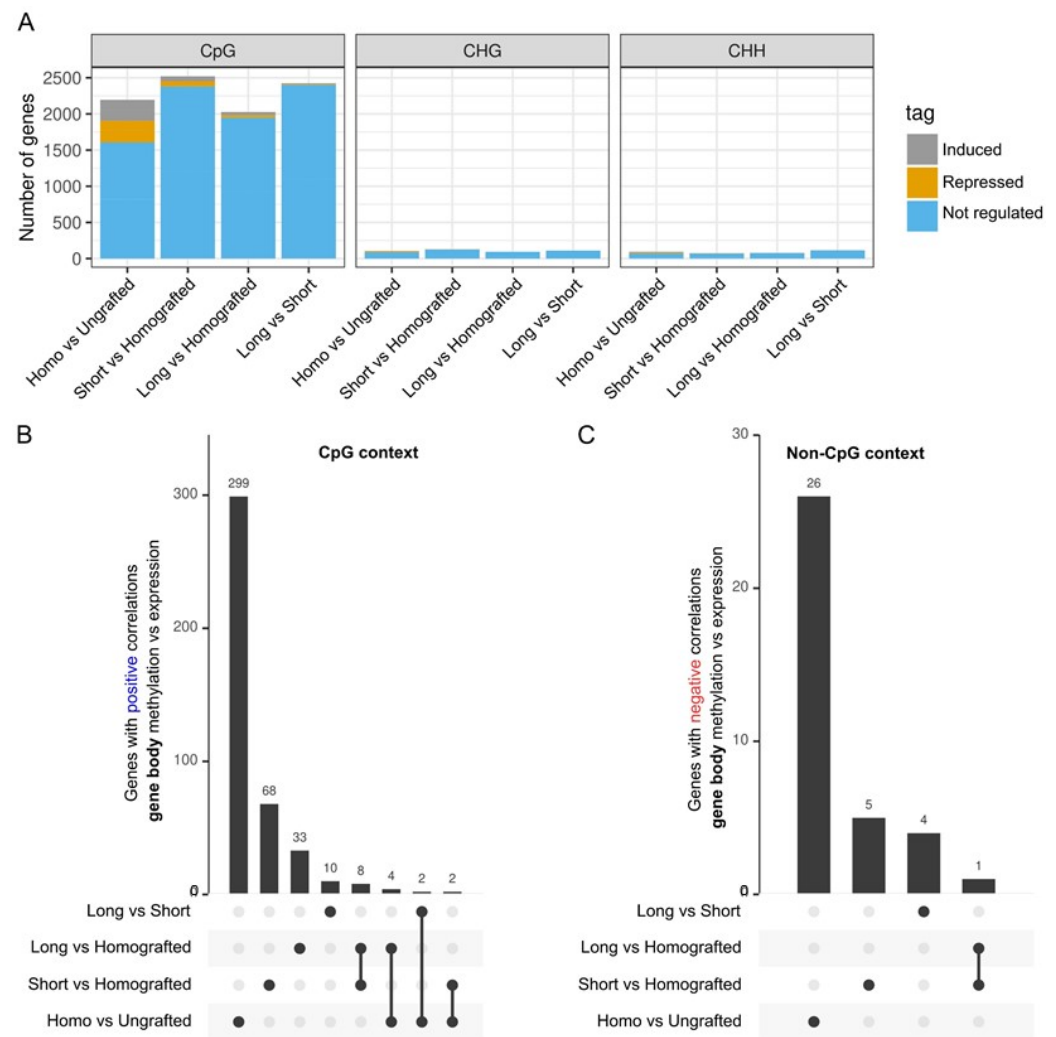 A
CpG
CHG
CHH
Number of genes
2500
2000
1500
1000
500
0
Homo vs Ungrafted
Short vs Homografted
Long vs Homografted
Long vs Short
Homo vs Ungrafted
Short vs Homografted
Long vs Homografted
Long vs Short
Homo vs Ungrafted
Short vs Homografted
Long vs Homografted
Long vs Short
tag
Induced
Repressed
Not regulated
B
CpG context
Genes with positive correlations
gene body methylation vs expression
300
200
100
0
299
68
33
10
8
4
2
2
Long vs Short
Long vs Homografted
Short vs Homografted
Homo vs Ungrafted
C
Non-CpG context
Genes with negative correlations
gene body methylation vs expression
30
20
10
0
26
5
4
1
Long vs Short
Long vs Homografted
Short vs Homografted
Homo vs Ungrafted